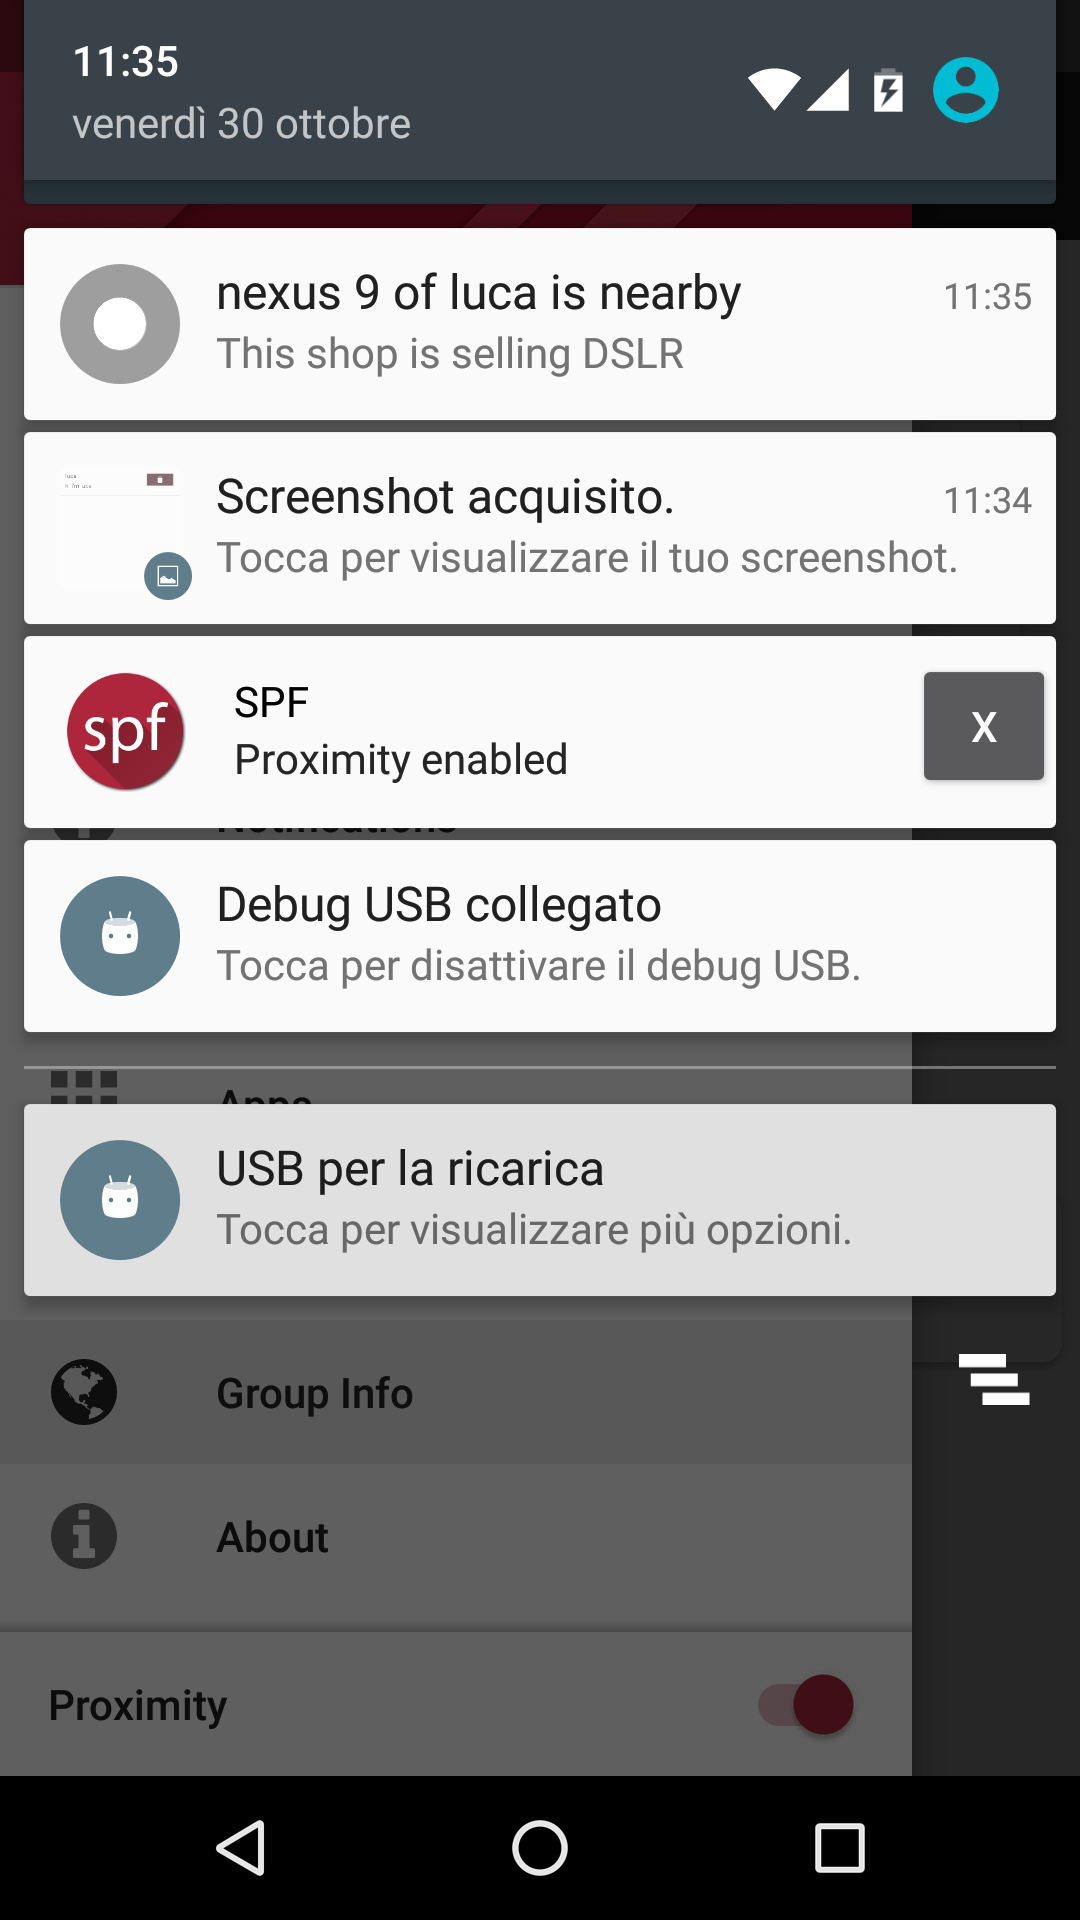 11:35
venerdì 30 ottobre
nexus 9 of luca is nearby
11:35
This shop is selling DSLR
Screenshot acquisito.
11:34
Tocca per visualizzare il tuo screenshot.
spf
SPF
X
Proximity enabled
Notifications
Debug USB collegato
Tocca per disattivare il debug USB.
Apps
USB per la ricarica
Tocca per visualizzare più opzioni.
Group Info
About
Proximity